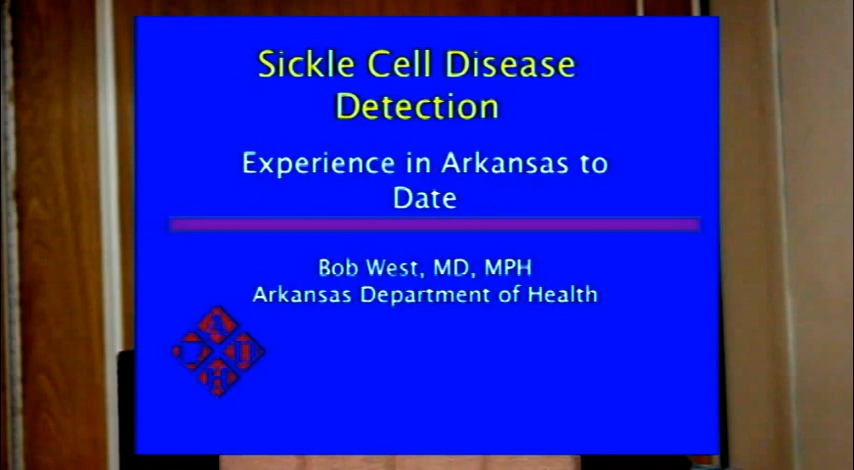 Sickle Cell Disease
Detection
Experience in Arkansas to
Date
Bob West, MD, MPH
Arkansas Department of Health